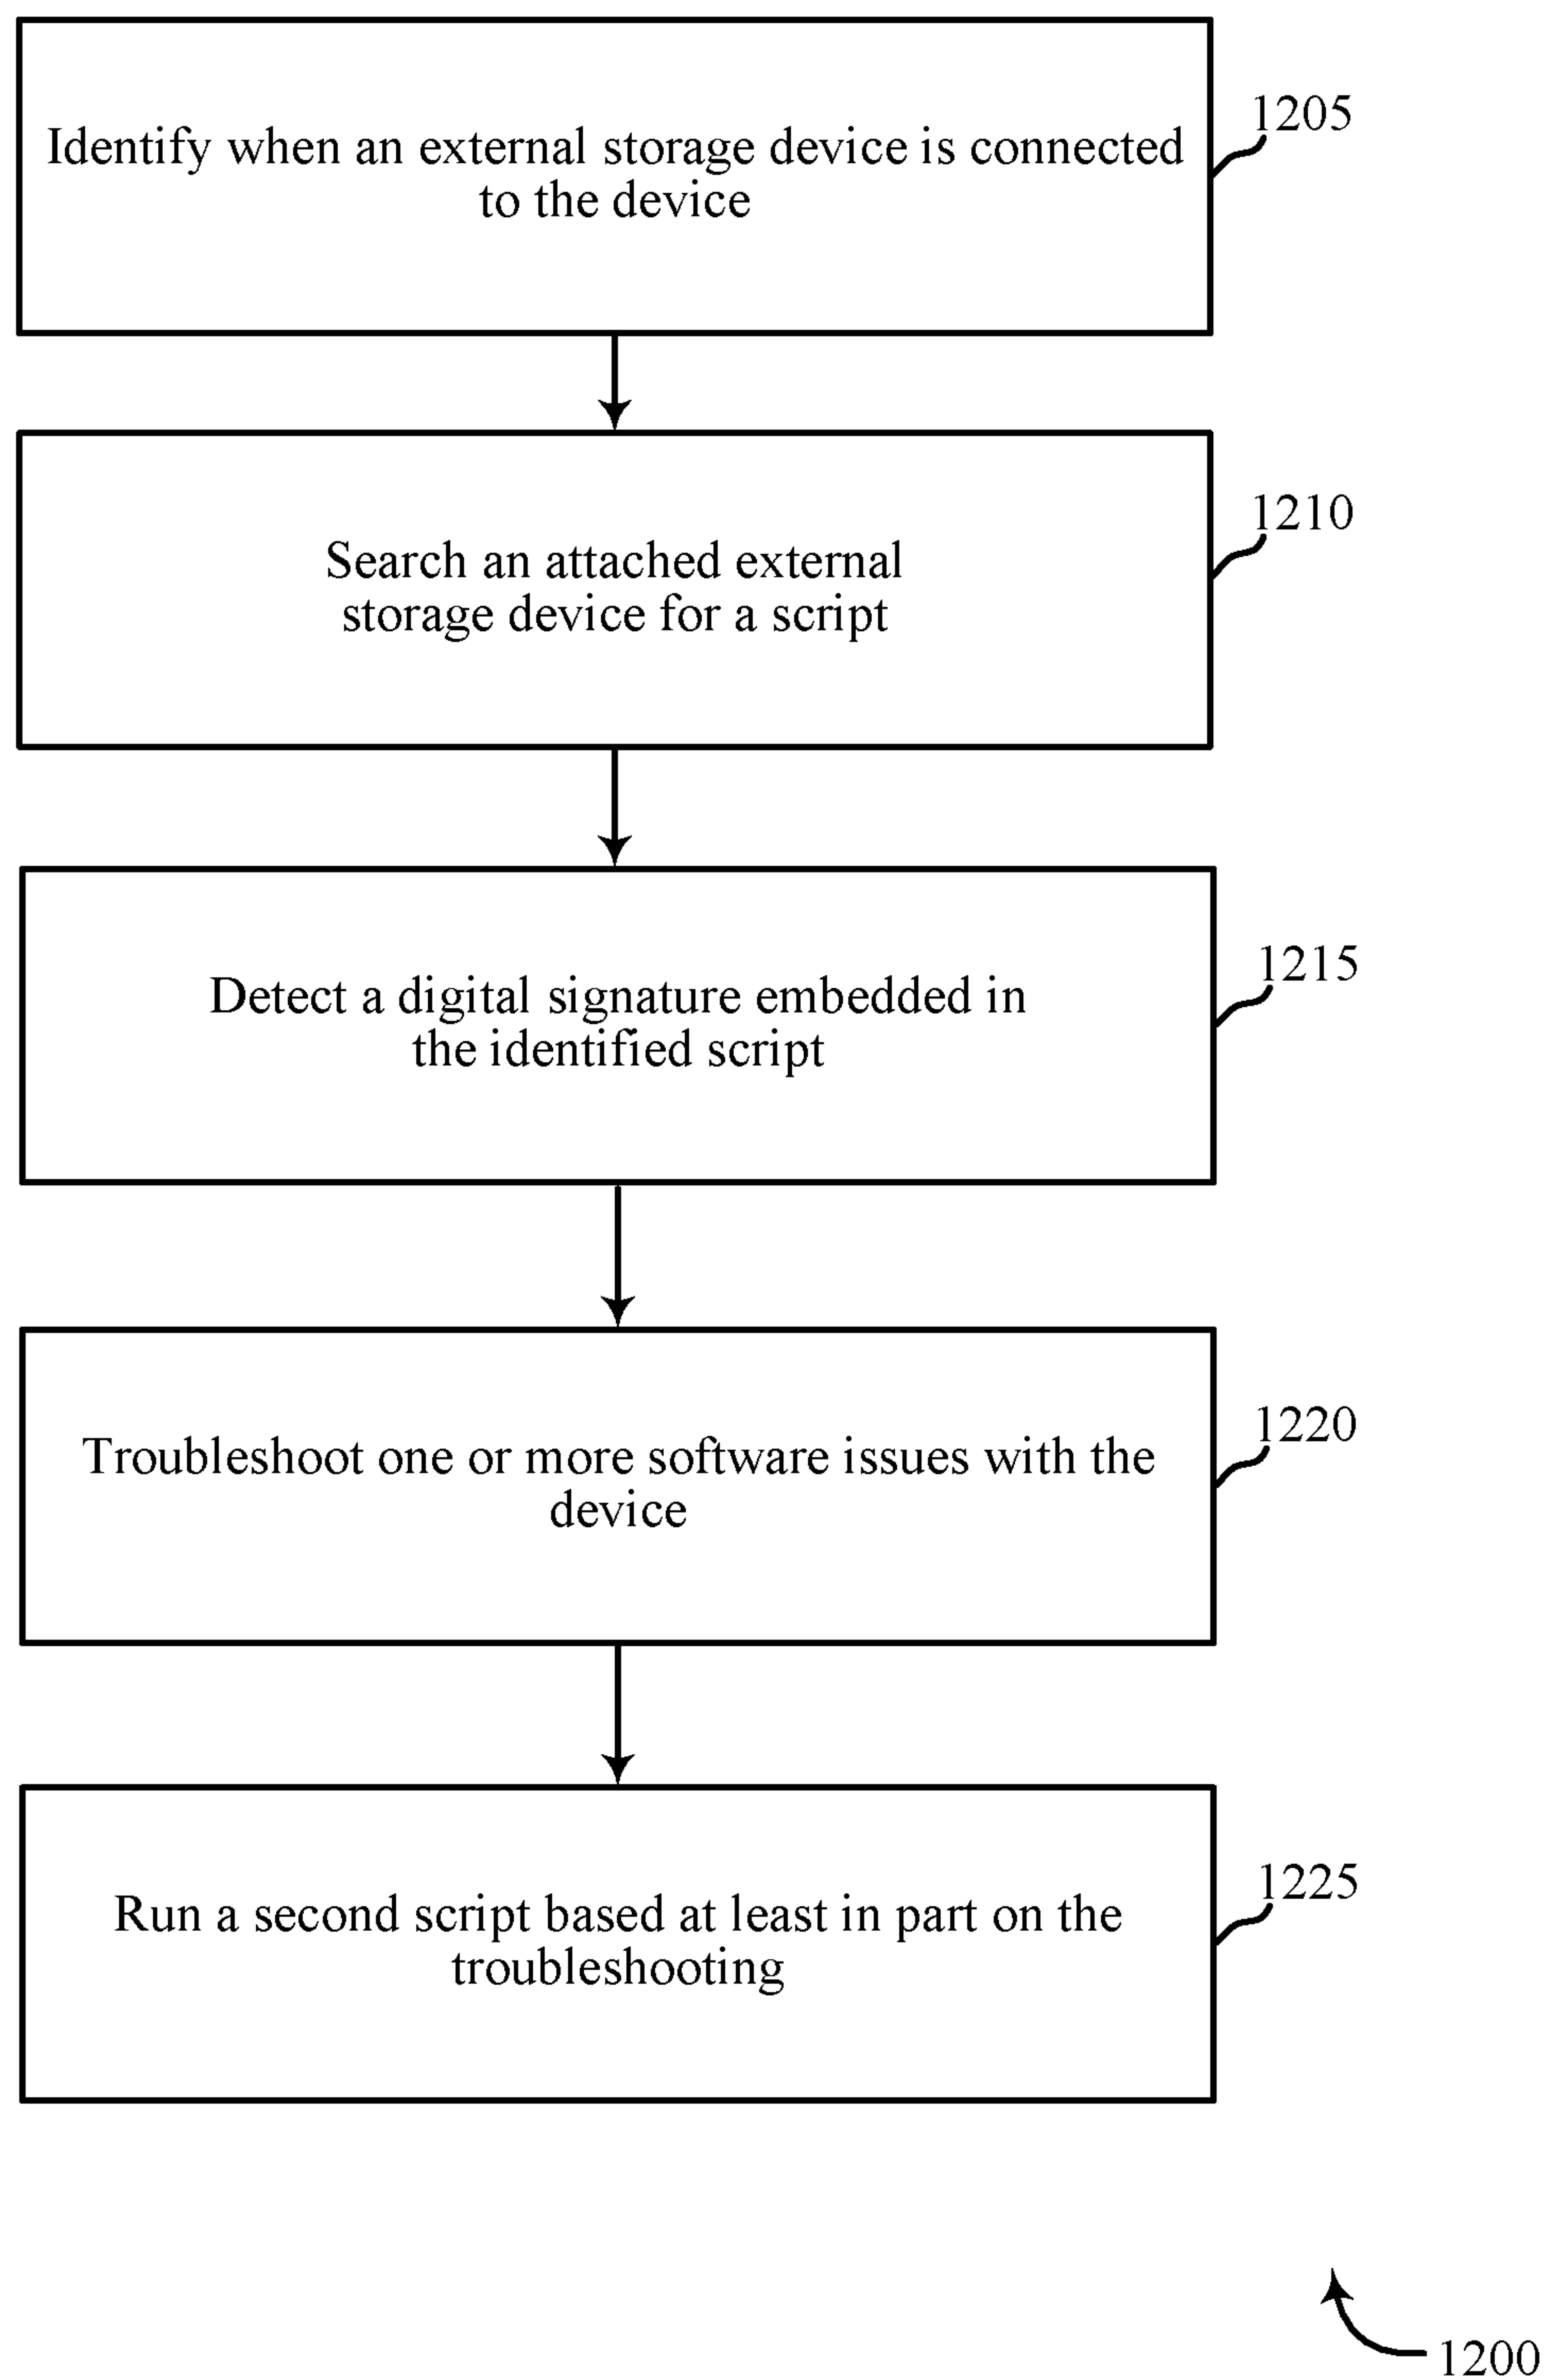 Identify when an external storage device is connected
to the device
1205
Search an attached external
storage device for a script
1210
Detect a digital signature embedded in
the identified script
1215
Troubleshoot one or more software issues with the
device
1220
Run a second script based at least in part on the
troubleshooting
1225
1200